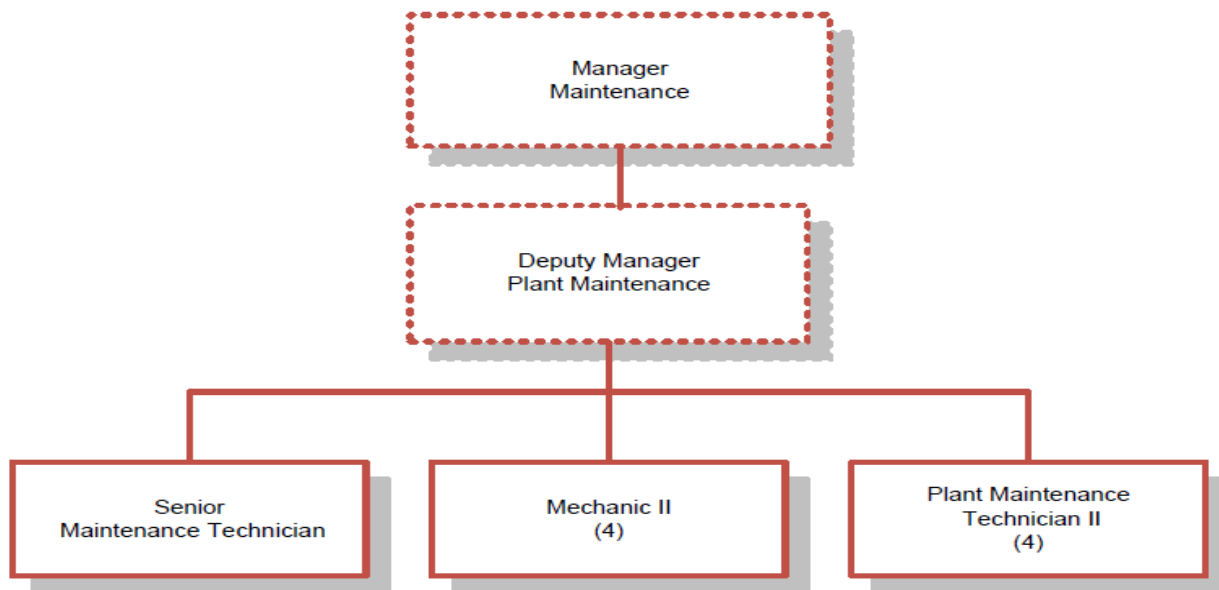 Manager
Maintenance
Deputy Manager
Plant Maintenance
Senior
Maintenance Technician
Mechanic II
(4)
Plant Maintenance
Technician II
(4)